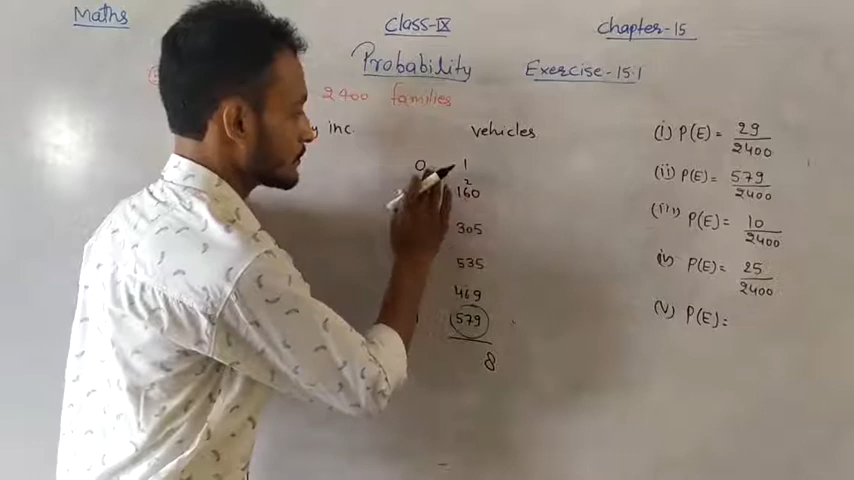 Maths
Class-IX
Chapter-15
Probability
Exercise-15.1
2400 families
inc.
vehicles
0
1
2
160
305
535
469
579
8
(i) P(E) = 29/2400
(ii) P(E) = 579/2400
(iii) P(E) = 10/2400
iv) P(E) = 25/2400
(v) P(E) =